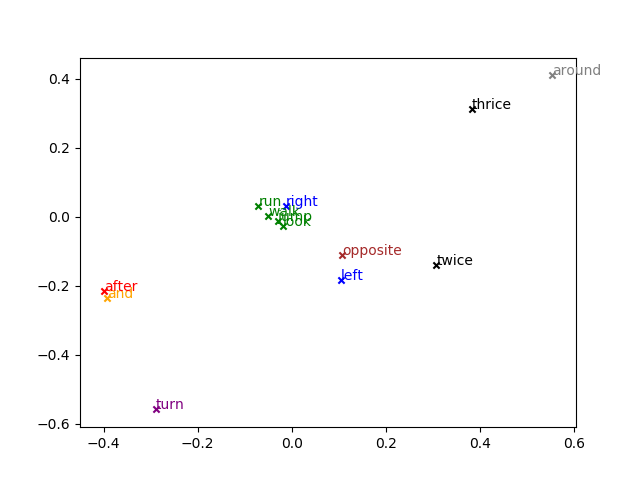 around
0.4
thrice
0.2
run right
walk
jump
look
0.0
opposite
twice
left
−0.2
after
and
−0.4
turn
−0.6
−0.4 −0.2 0.0 0.2 0.4 0.6